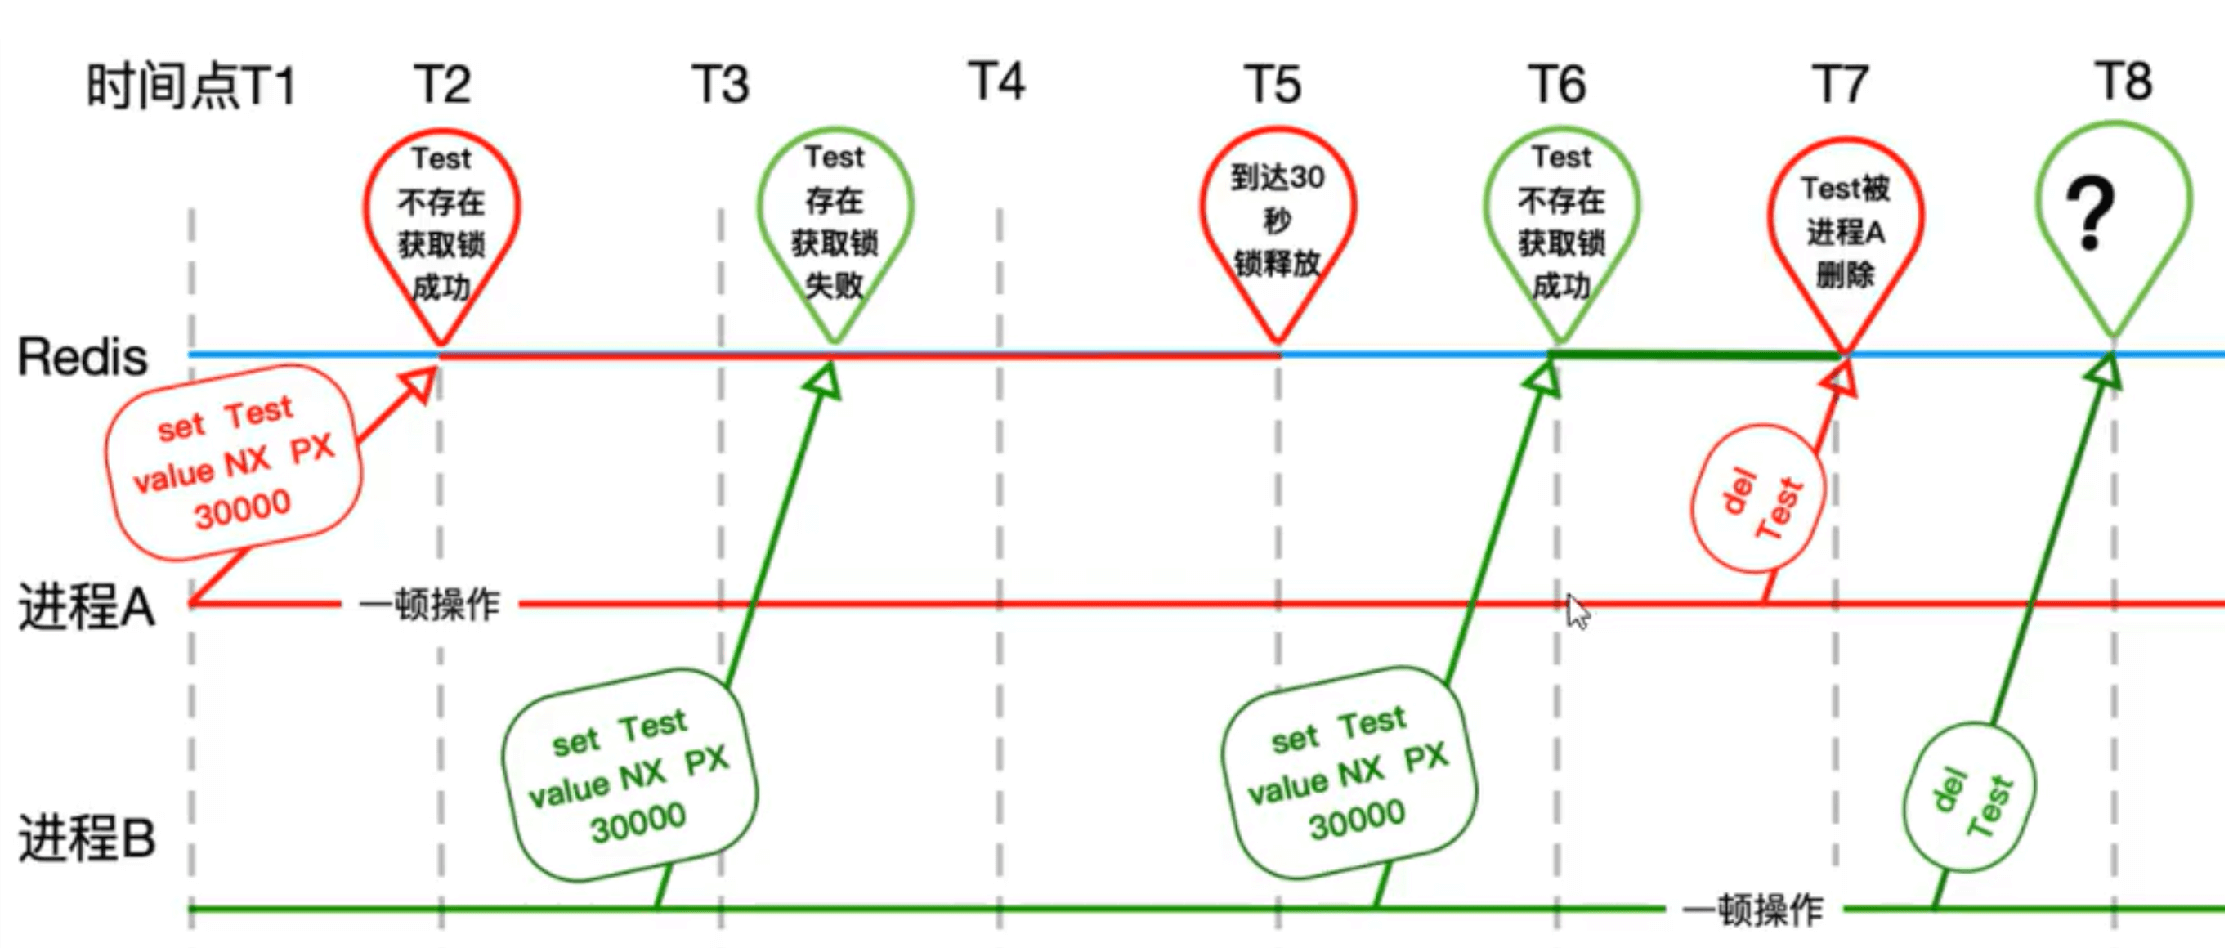 时间点T1 T2 T3 T4 T5 T6 T7 T8
Test
不存在
获取锁
成功
Test
存在
获取锁
失败
到达30
秒
锁释放
Test
不存在
获取锁
成功
Test被
进程A
删除
?
Redis
set Test
value NX PX
30000
del
Test
进程A
一顿操作
set Test
value NX PX
30000
set Test
value NX PX
30000
del
Test
进程B
一顿操作